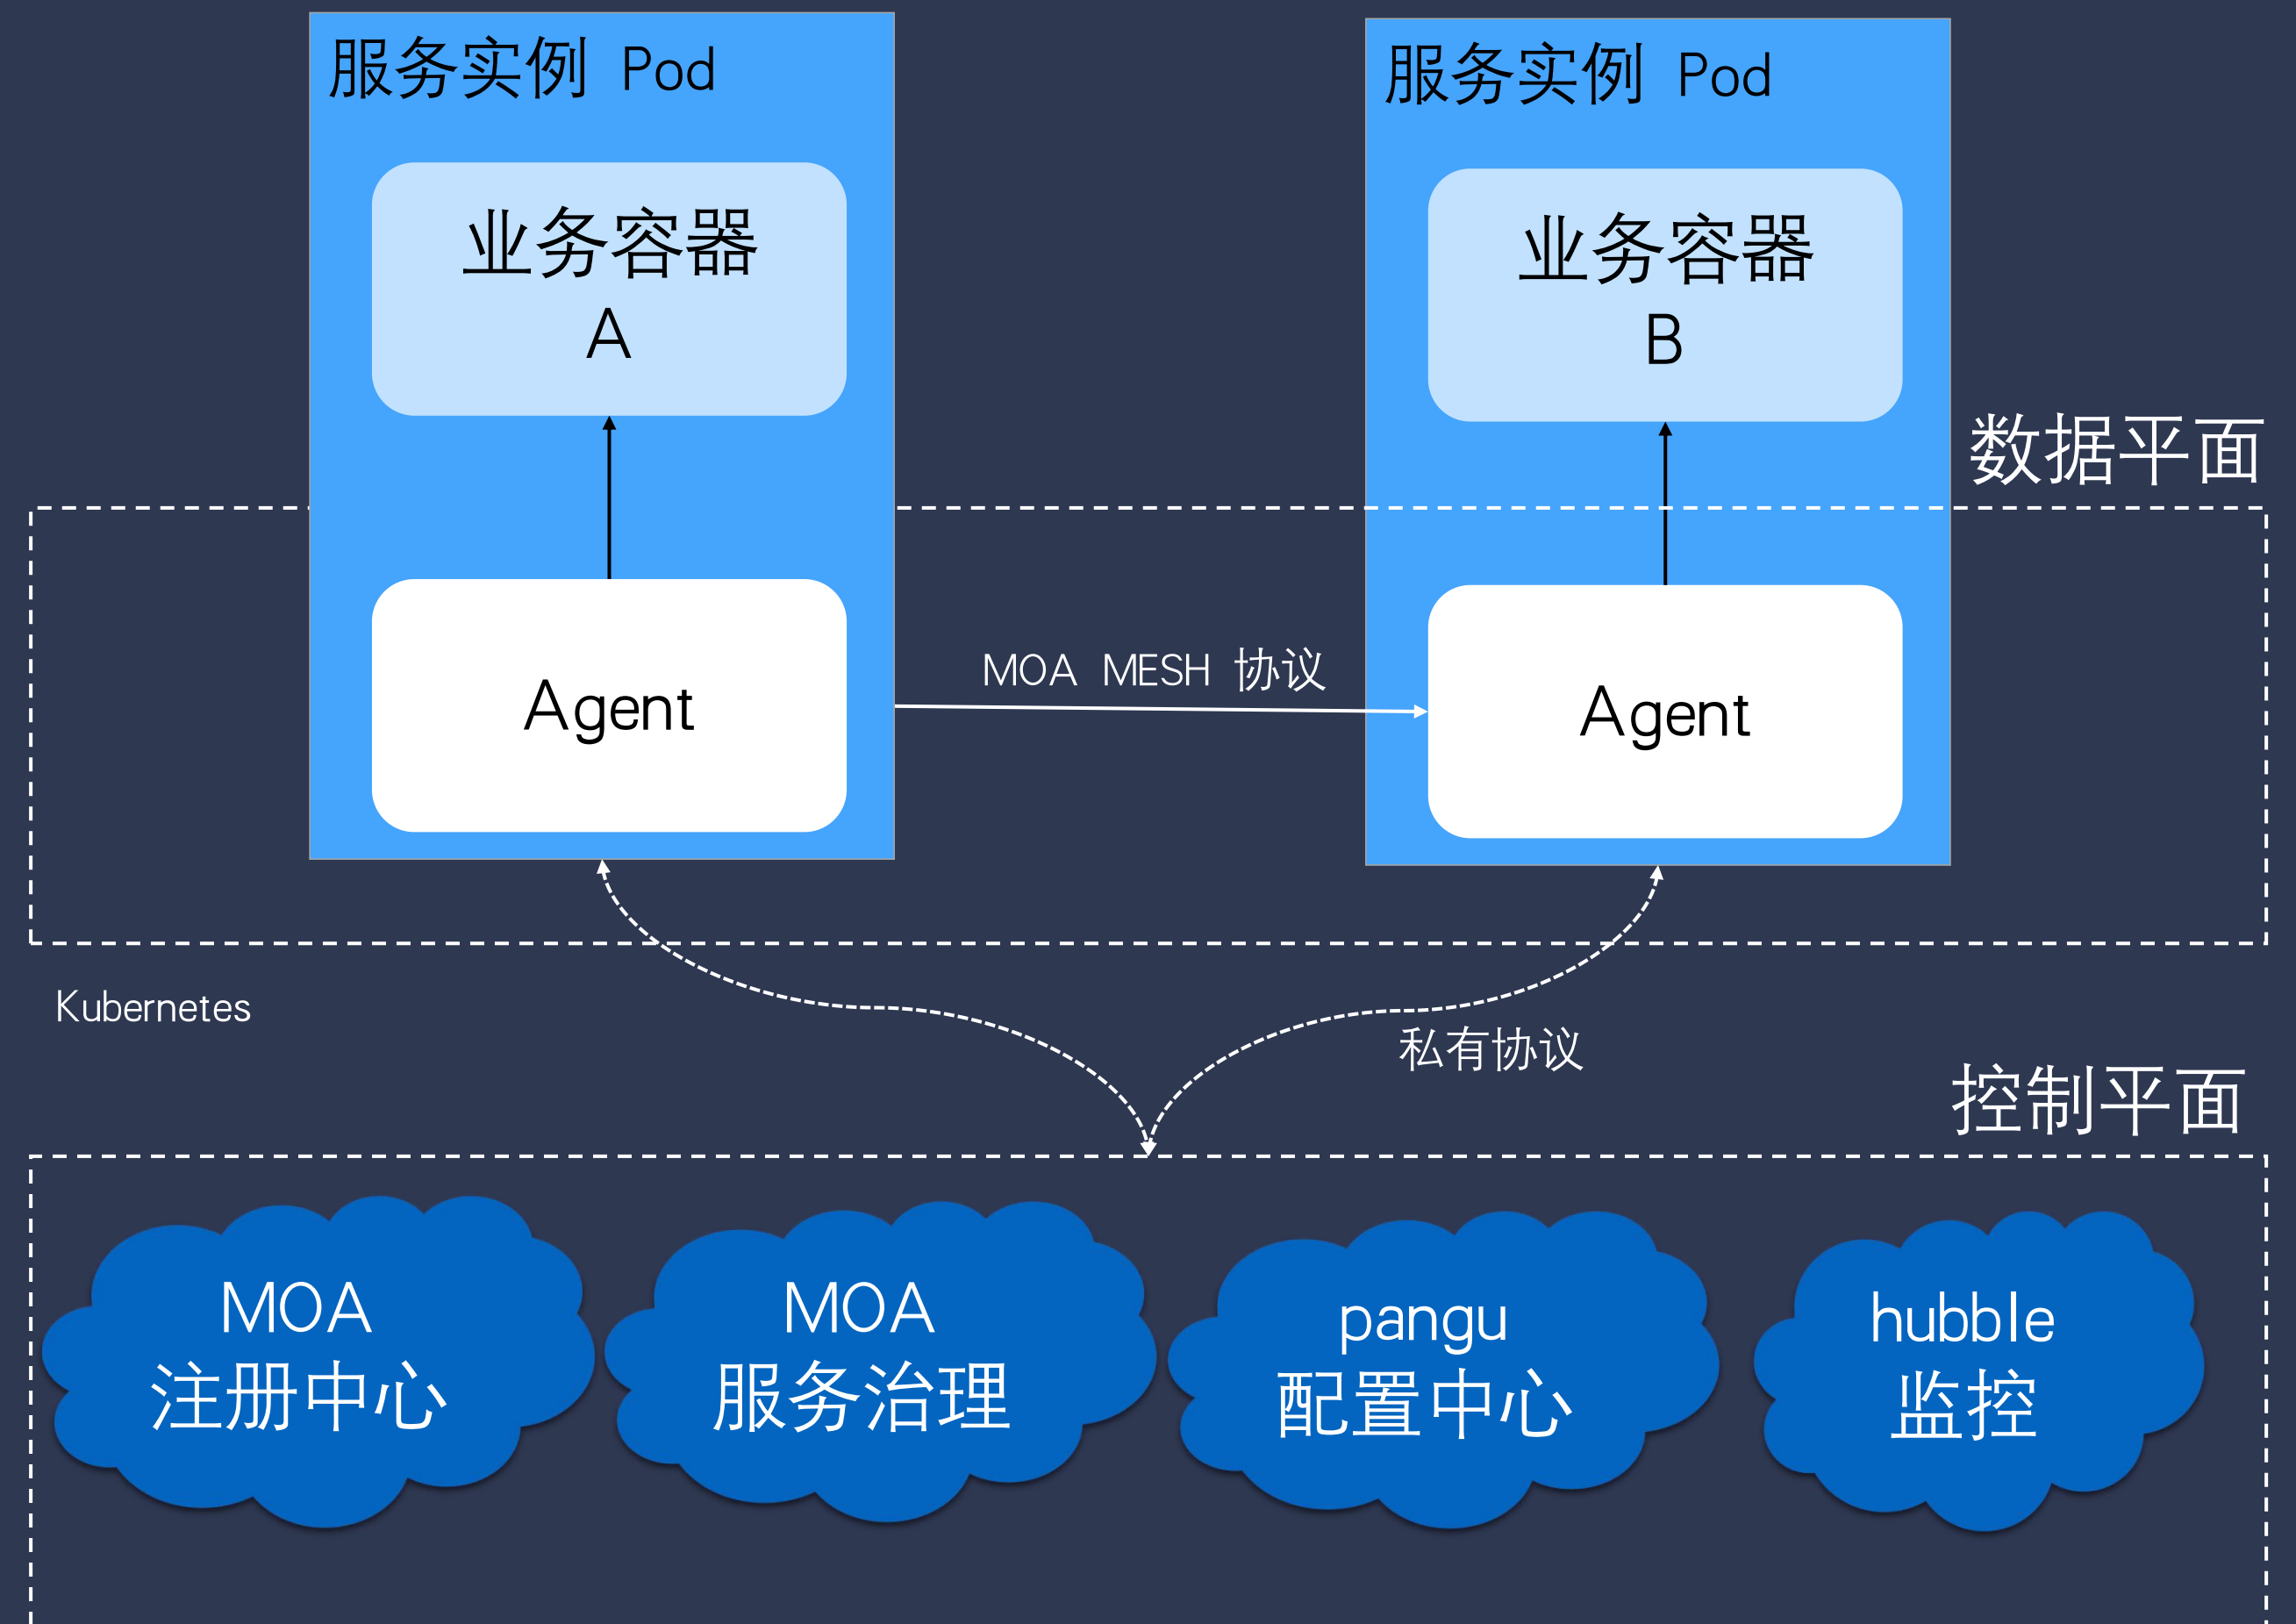 服务实例 Pod
服务实例 Pod
业务容器
A
业务容器
B
数据平面
Agent
MOA MESH 协议
Agent
Kubernetes
私有协议
控制平面
MOA
注册中心
MOA
服务治理
pangu
配置中心
hubble
监控